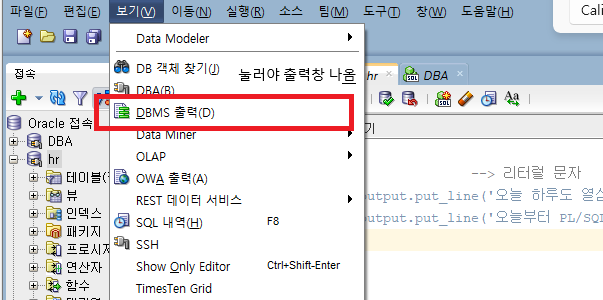 파일(F) 편집(E) 보기(V) 이동(N) 실행(R) 소스 팀(M) 도구(T) 창(W) 도움말(H)
Cali
접속
Oracle 접속
DBA
hr
테이블(
뷰
인덱스
패키지
프로시저
연산자
함수
Data Modeler
DB 객체 찾기(J)
눌러야 출력창 나옴
DBA(B)
DBMS 출력(D)
Data Miner
OLAP
OWA 출력(A)
REST 데이터 서비스
SQL 내역(H) F8
SSH
Show Only Editor Ctrl+Shift-Enter
TimesTen Grid
hr
DBA
Aa
기
--> 리터럴 문자
output.put_line('오늘 하루도 열심
output.put_line('오늘부터 PL/SQL